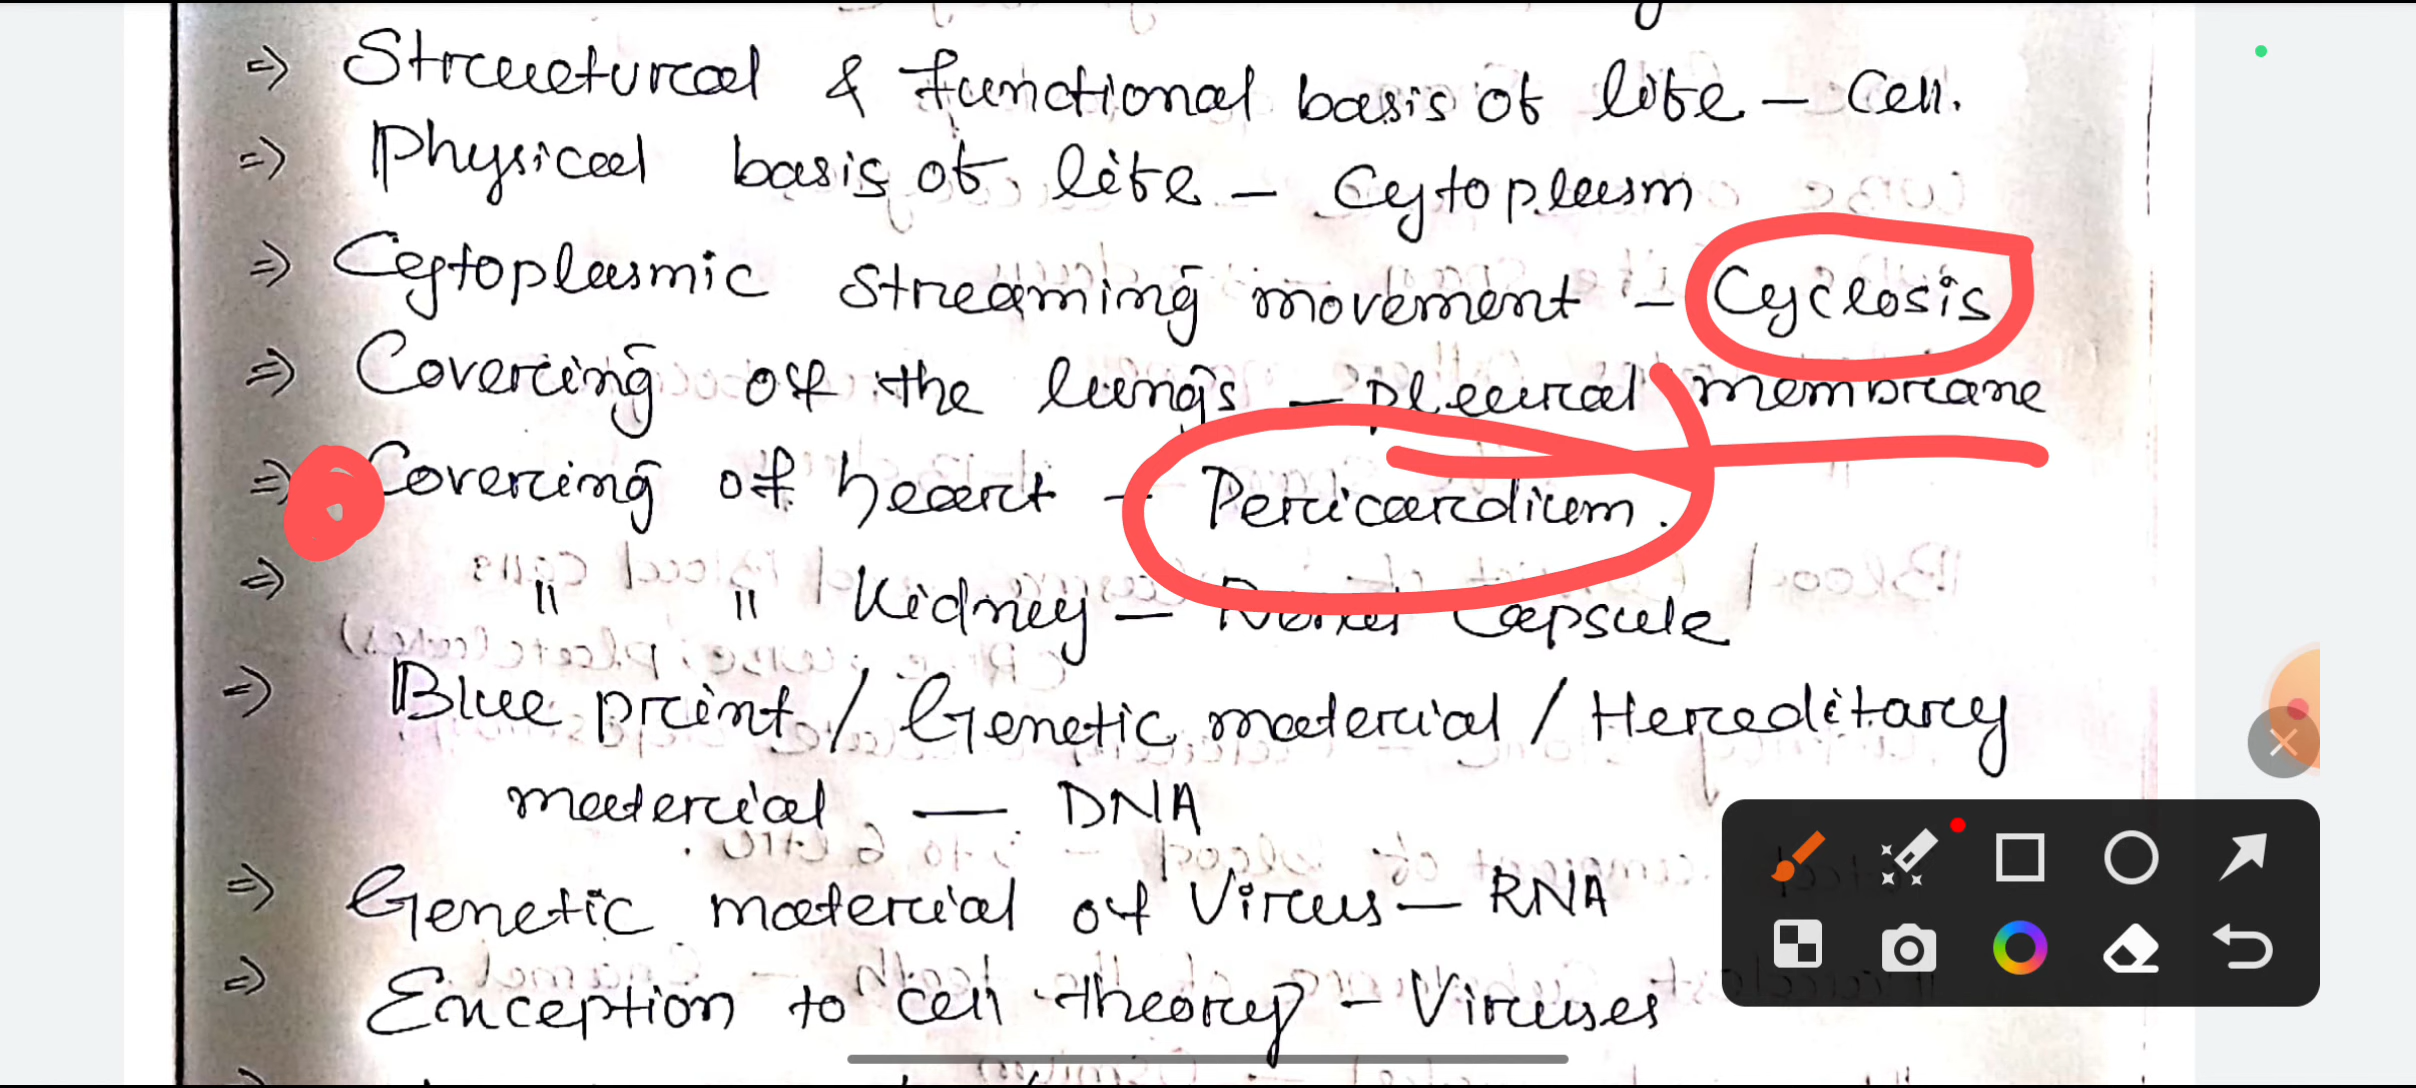 => Structural & functional basis of life - Cell.
=> Physical basis of life - Cytoplasm
=> Cytoplasmic streaming movement - Cyclosis
=> Covering of the lungs - Pleural membrane
=> Covering of heart - Pericardium.
=> " " Kidney - Renal Capsule
=> Blue print / Genetic material / Hereditary
material - DNA
=> Genetic material of Virus - RNA
=> Exception to cell theory - Viruses